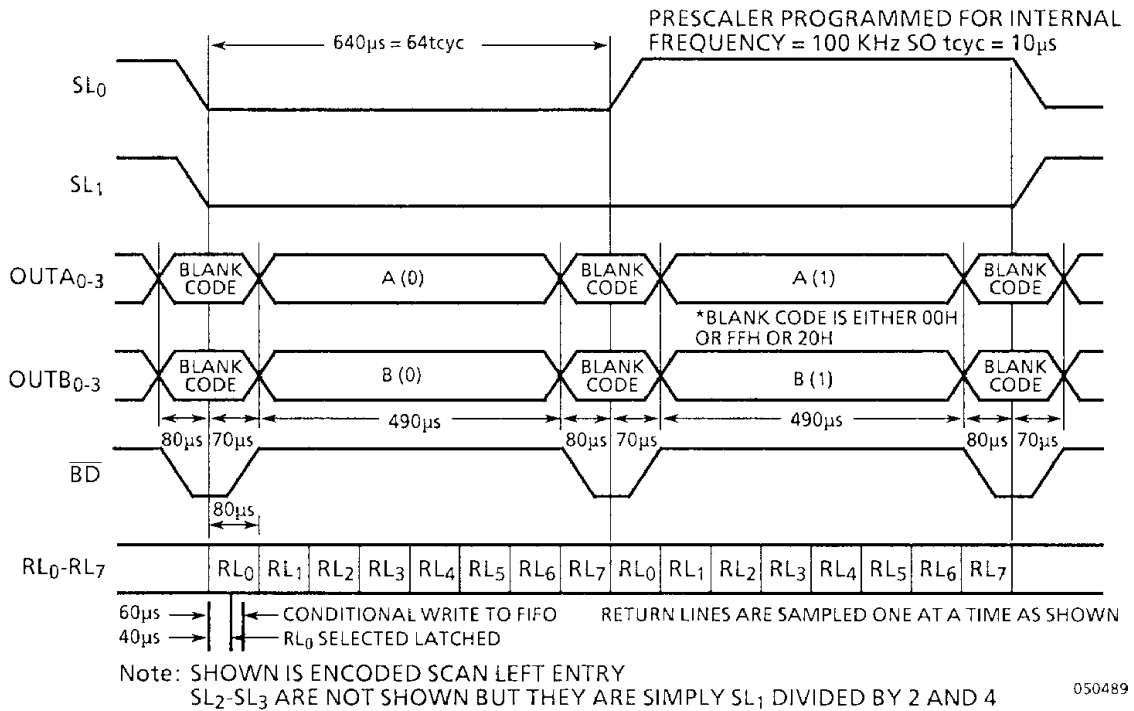 PRESCALER PROGRAMMED FOR INTERNAL
FREQUENCY = 100 KHz SO tcyc = 10µs
640µs = 64tcyc
SL0
SL1
OUTA0-3
BLANK CODE
A (0)
BLANK CODE
A (1)
BLANK CODE
*BLANK CODE IS EITHER 00H
OR FFH OR 20H
OUTB0-3
BLANK CODE
B (0)
BLANK CODE
B (1)
BLANK CODE
80µs 70µs 490µs 80µs 70µs 490µs 80µs 70µs
BD
80µs
RL0-RL7
RL0 RL1 RL2 RL3 RL4 RL5 RL6 RL7 RL0 RL1 RL2 RL3 RL4 RL5 RL6 RL7
60µs CONDITIONAL WRITE TO FIFO RETURN LINES ARE SAMPLED ONE AT A TIME AS SHOWN
40µs RL0 SELECTED LATCHED
Note: SHOWN IS ENCODED SCAN LEFT ENTRY
SL2-SL3 ARE NOT SHOWN BUT THEY ARE SIMPLY SL1 DIVIDED BY 2 AND 4
050489